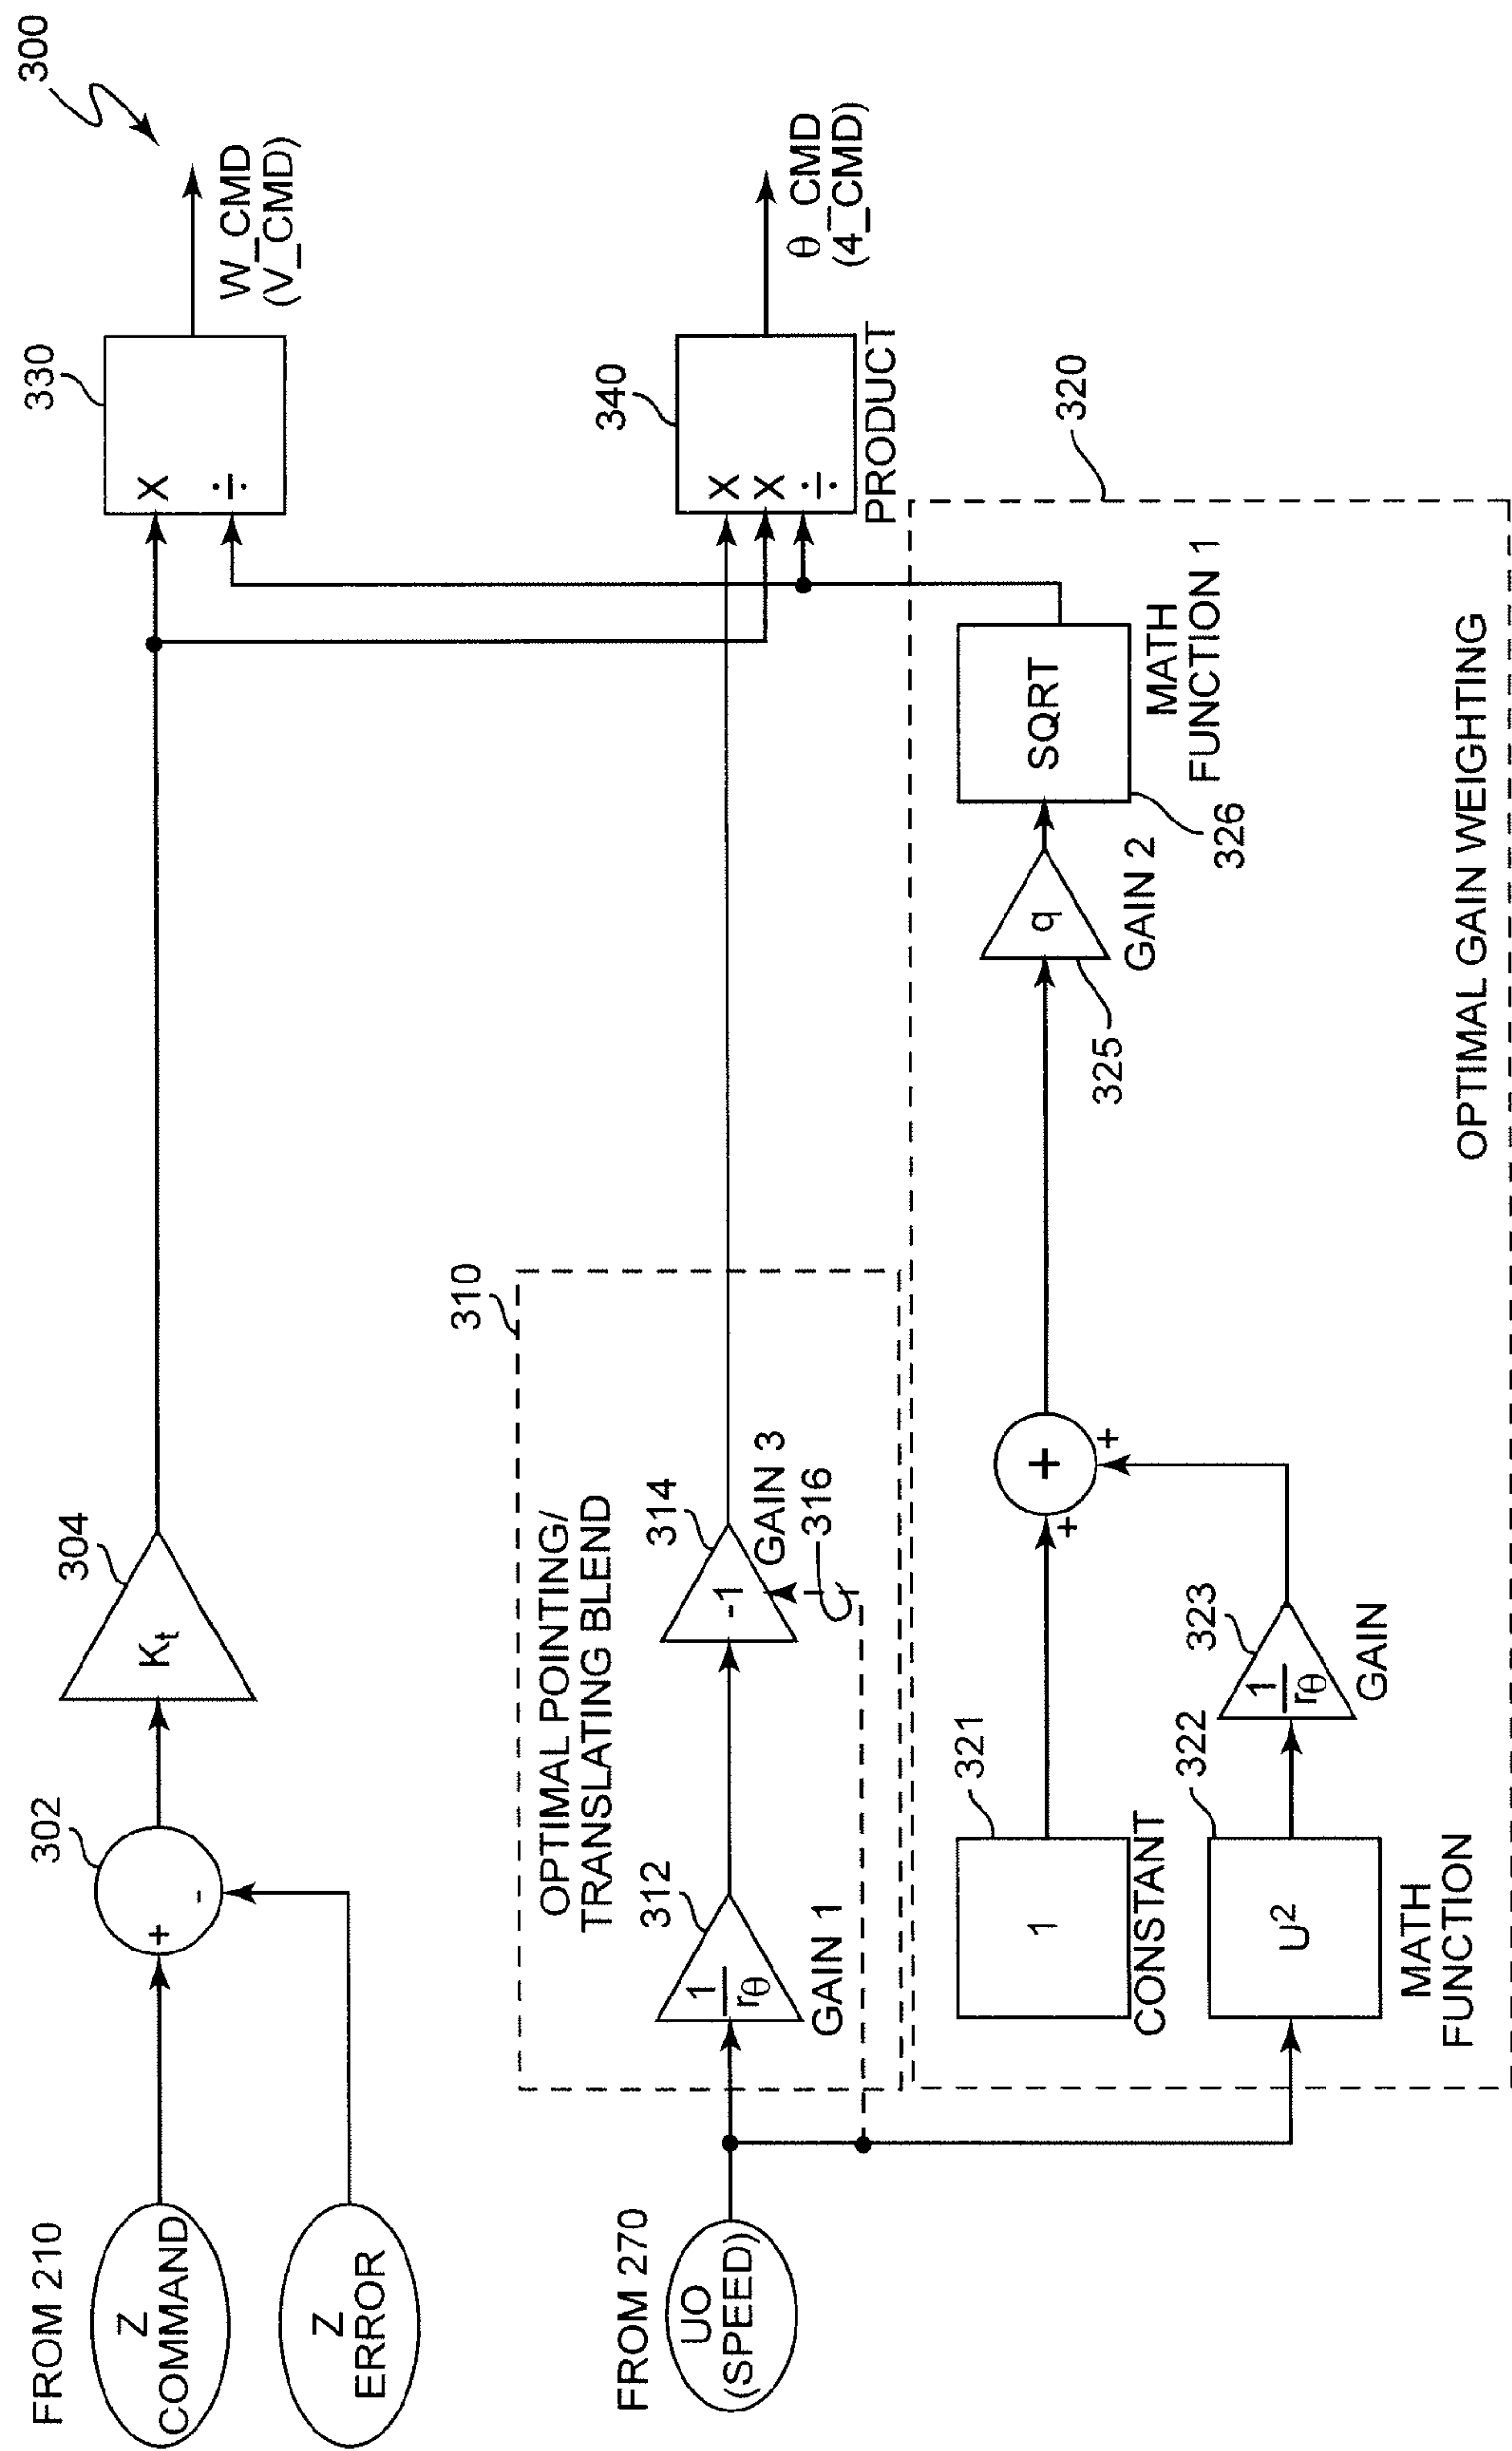 300
FROM 210
Z
COMMAND
Z
ERROR
302
+
-
304
Kt
330
X
÷
W_CMD
(V_CMD)
310
OPTIMAL POINTING/
TRANSLATING BLEND
FROM 270
UO
(SPEED)
312
1
rθ
GAIN 1
314
-1
GAIN 3
316
340
X
X
÷
PRODUCT
θ_CMD
(4_CMD)
320
321
1
CONSTANT
322
U²
MATH
FUNCTION
323
1
rθ
GAIN
+
+
+
325
q
GAIN 2
326
SQRT
MATH
FUNCTION 1
OPTIMAL GAIN WEIGHTING